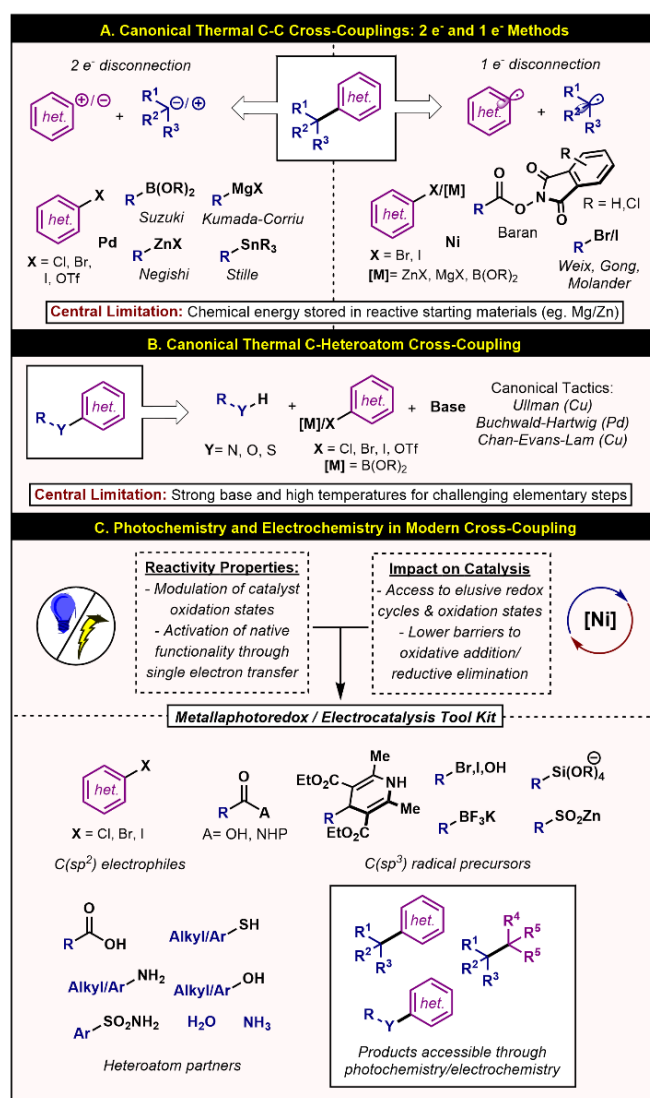 A. Canonical Thermal C-C Cross-Couplings: 2 e⁻ and 1 e⁻ Methods
2 e⁻ disconnection
het.
⊕/⊖
+
R¹
R²
R³
⊖/⊕
het.
R¹
R²
R³
1 e⁻ disconnection
het.
+
R¹
R²
R³
het.
X
X = Cl, Br,
I, OTf
Pd
R
B(OR)₂
Suzuki
R
MgX
Kumada-Corriu
R
ZnX
Negishi
R
SnR₃
Stille
het.
X/[M]
X = Br, I
[M]= ZnX, MgX, B(OR)₂
Ni
R
O
O
N
O
O
R
R = H,Cl
Baran
R
Br/I
Weix, Gong,
Molander
Central Limitation: Chemical energy stored in reactive starting materials (eg. Mg/Zn)
B. Canonical Thermal C-Heteroatom Cross-Coupling
R
Y
het.
R
Y
H
Y= N, O, S
+
[M]/X
het.
X = Cl, Br, I, OTf
[M] = B(OR)₂
+
Base
Canonical Tactics:
Ullman (Cu)
Buchwald-Hartwig (Pd)
Chan-Evans-Lam (Cu)
Central Limitation: Strong base and high temperatures for challenging elementary steps
C. Photochemistry and Electrochemistry in Modern Cross-Coupling
Reactivity Properties:
- Modulation of catalyst
oxidation states
- Activation of native
functionality through
single electron transfer
Impact on Catalysis
- Access to elusive redox
cycles & oxidation states
- Lower barriers to
oxidative addition/
reductive elimination
[Ni]
Metallaphotoredox / Electrocatalysis Tool Kit
het.
X
X = Cl, Br, I
C(sp²) electrophiles
O
R
A
A= OH, NHP
Me
EtO₂C
NH
R
Me
EtO₂C
R
Br,I,OH
R
Si(OR)₄
⊖
R
BF₃K
R
SO₂Zn
C(sp³) radical precursors
O
R
OH
Alkyl/Ar
SH
Alkyl/Ar
NH₂
Alkyl/Ar
OH
Ar
SO₂NH₂
H₂O
NH₃
Heteroatom partners
R¹
R²
R³
het.
R¹
R²
R³
R⁴
R⁵
R⁵
R
Y
het.
Products accessible through
photochemistry/electrochemistry